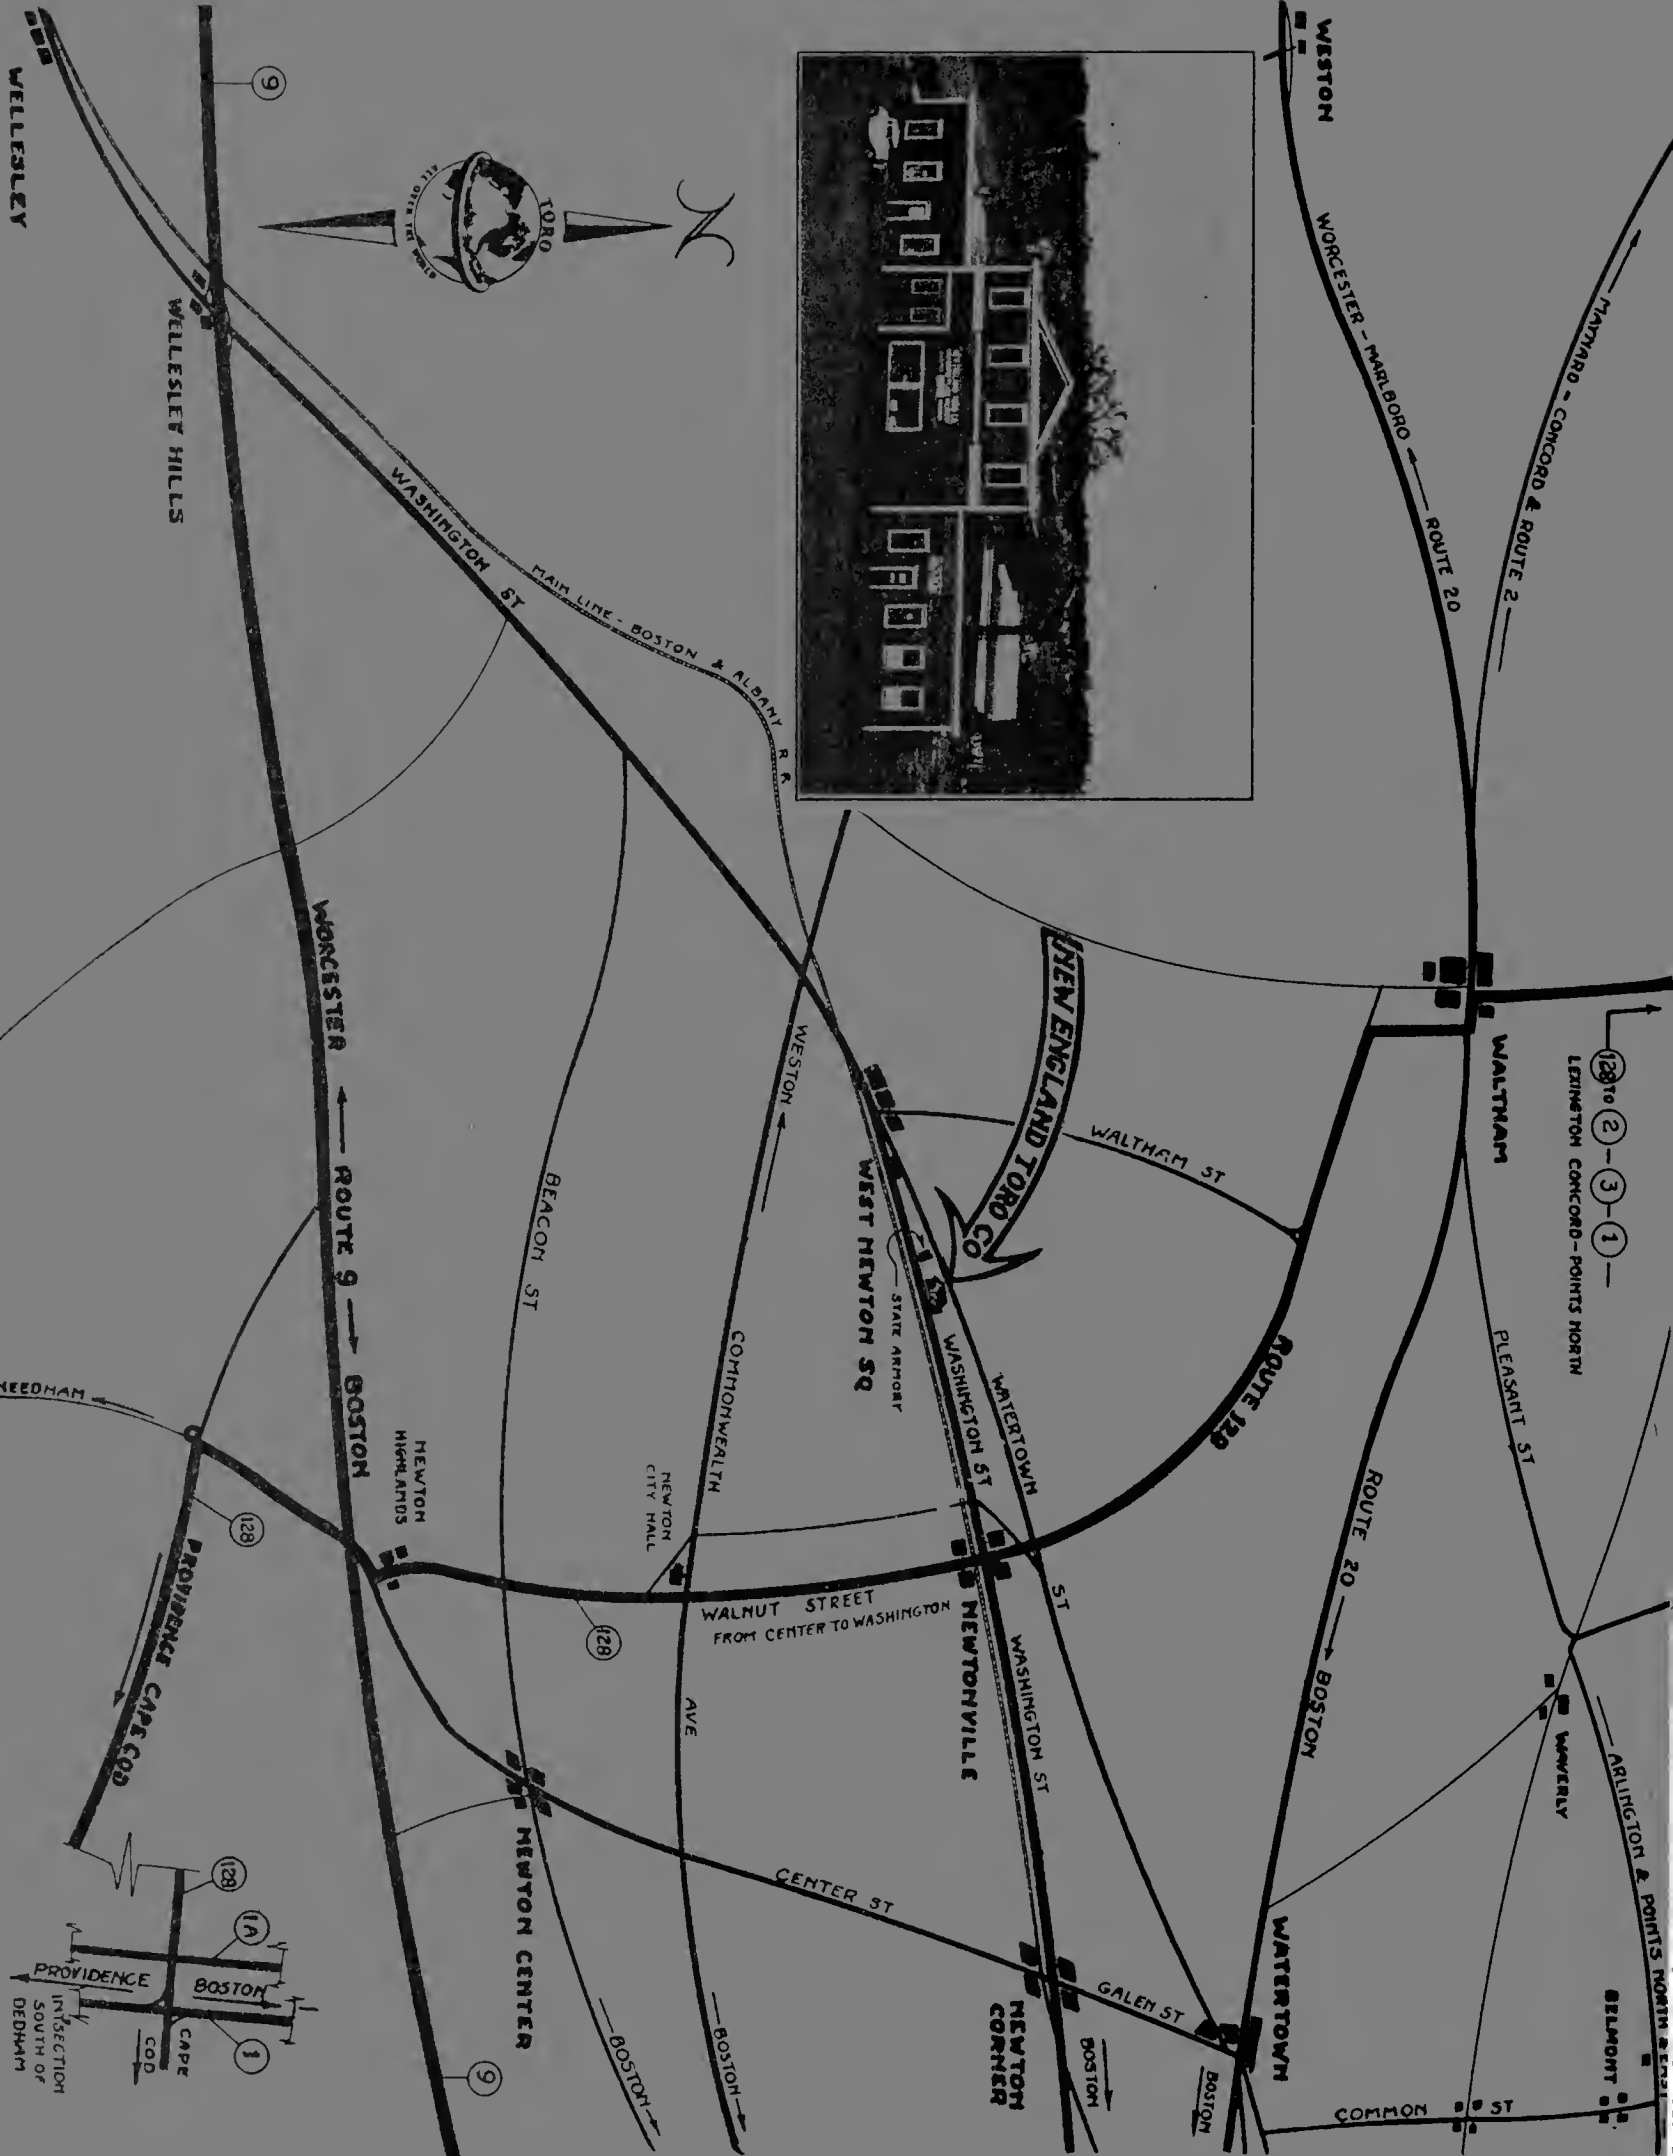 WESTON
MAYNARD - CONCORD & ROUTE 2
WORCESTER - MARLBORO ← ROUTE 20
128 TO 2 - 3 - 1
LEXINGTON CONCORD - POINTS NORTH
WALTHAM
PLEASANT ST
WAVERLY
ARLINGTON & POINTS NORTH & EAST
BELMONT
COMMON ST
ROUTE 20 → BOSTON
WATERTOWN
BOSTON
ROUTE 128
WALTHAM ST
NEW ENGLAND TORO CO
N
TORO
ALL OVER THE WORLD
9
WELLESLEY
WELLESLEY HILLS
WASHINGTON ST
MAIN LINE - BOSTON & ALBANY R R
WEST NEWTON SQ
STATE ARMORY
WASHINGTON ST
WATERTOWN ST
WESTON
COMMONWEALTH AVE
BOSTON
NEWTON
CITY HALL
NEWTONVILLE
WASHINGTON ST
NEWTON
CORNER
BOSTON
GALEN ST
CENTER ST
WALNUT STREET
FROM CENTER TO WASHINGTON
128
BEACON ST
BOSTON
NEWTON CENTER
WORCESTER ← ROUTE 9 → BOSTON
NEWTON
HIGHLANDS
9
NEEDHAM
128
PROVIDENCE CAPE COD
128
1A
1
PROVIDENCE
BOSTON
CAPE
COD
INTSECTION
SOUTH OF
DEDHAM